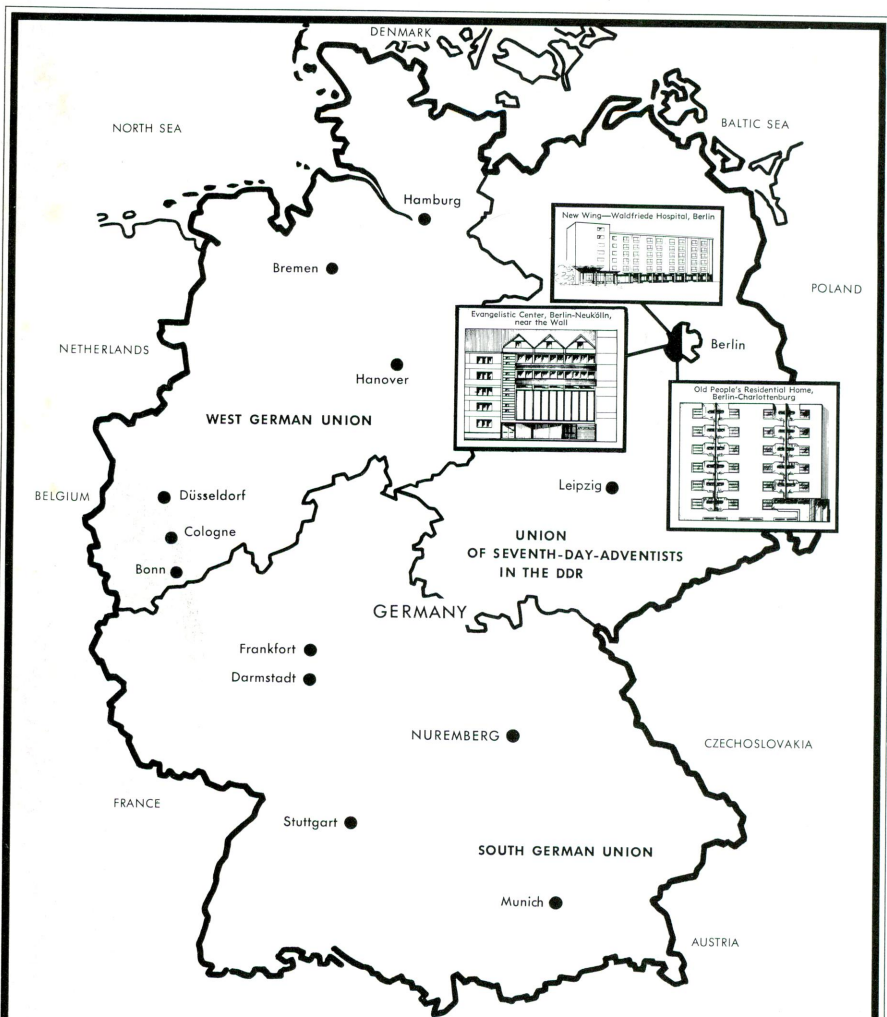 DENMARK
NORTH SEA
BALTIC SEA
Hamburg
New Wing—Waldfriede Hospital, Berlin
Bremen
POLAND
Evangelistic Center, Berlin-Neukölln,
near the Wall
Berlin
NETHERLANDS
Hanover
Old People's Residential Home,
Berlin-Charlottenburg
WEST GERMAN UNION
BELGIUM
Düsseldorf
Leipzig
Cologne
UNION
OF SEVENTH-DAY-ADVENTISTS
IN THE DDR
Bonn
GERMANY
Frankfort
Darmstadt
NUREMBERG
CZECHOSLOVAKIA
FRANCE
Stuttgart
SOUTH GERMAN UNION
Munich
AUSTRIA